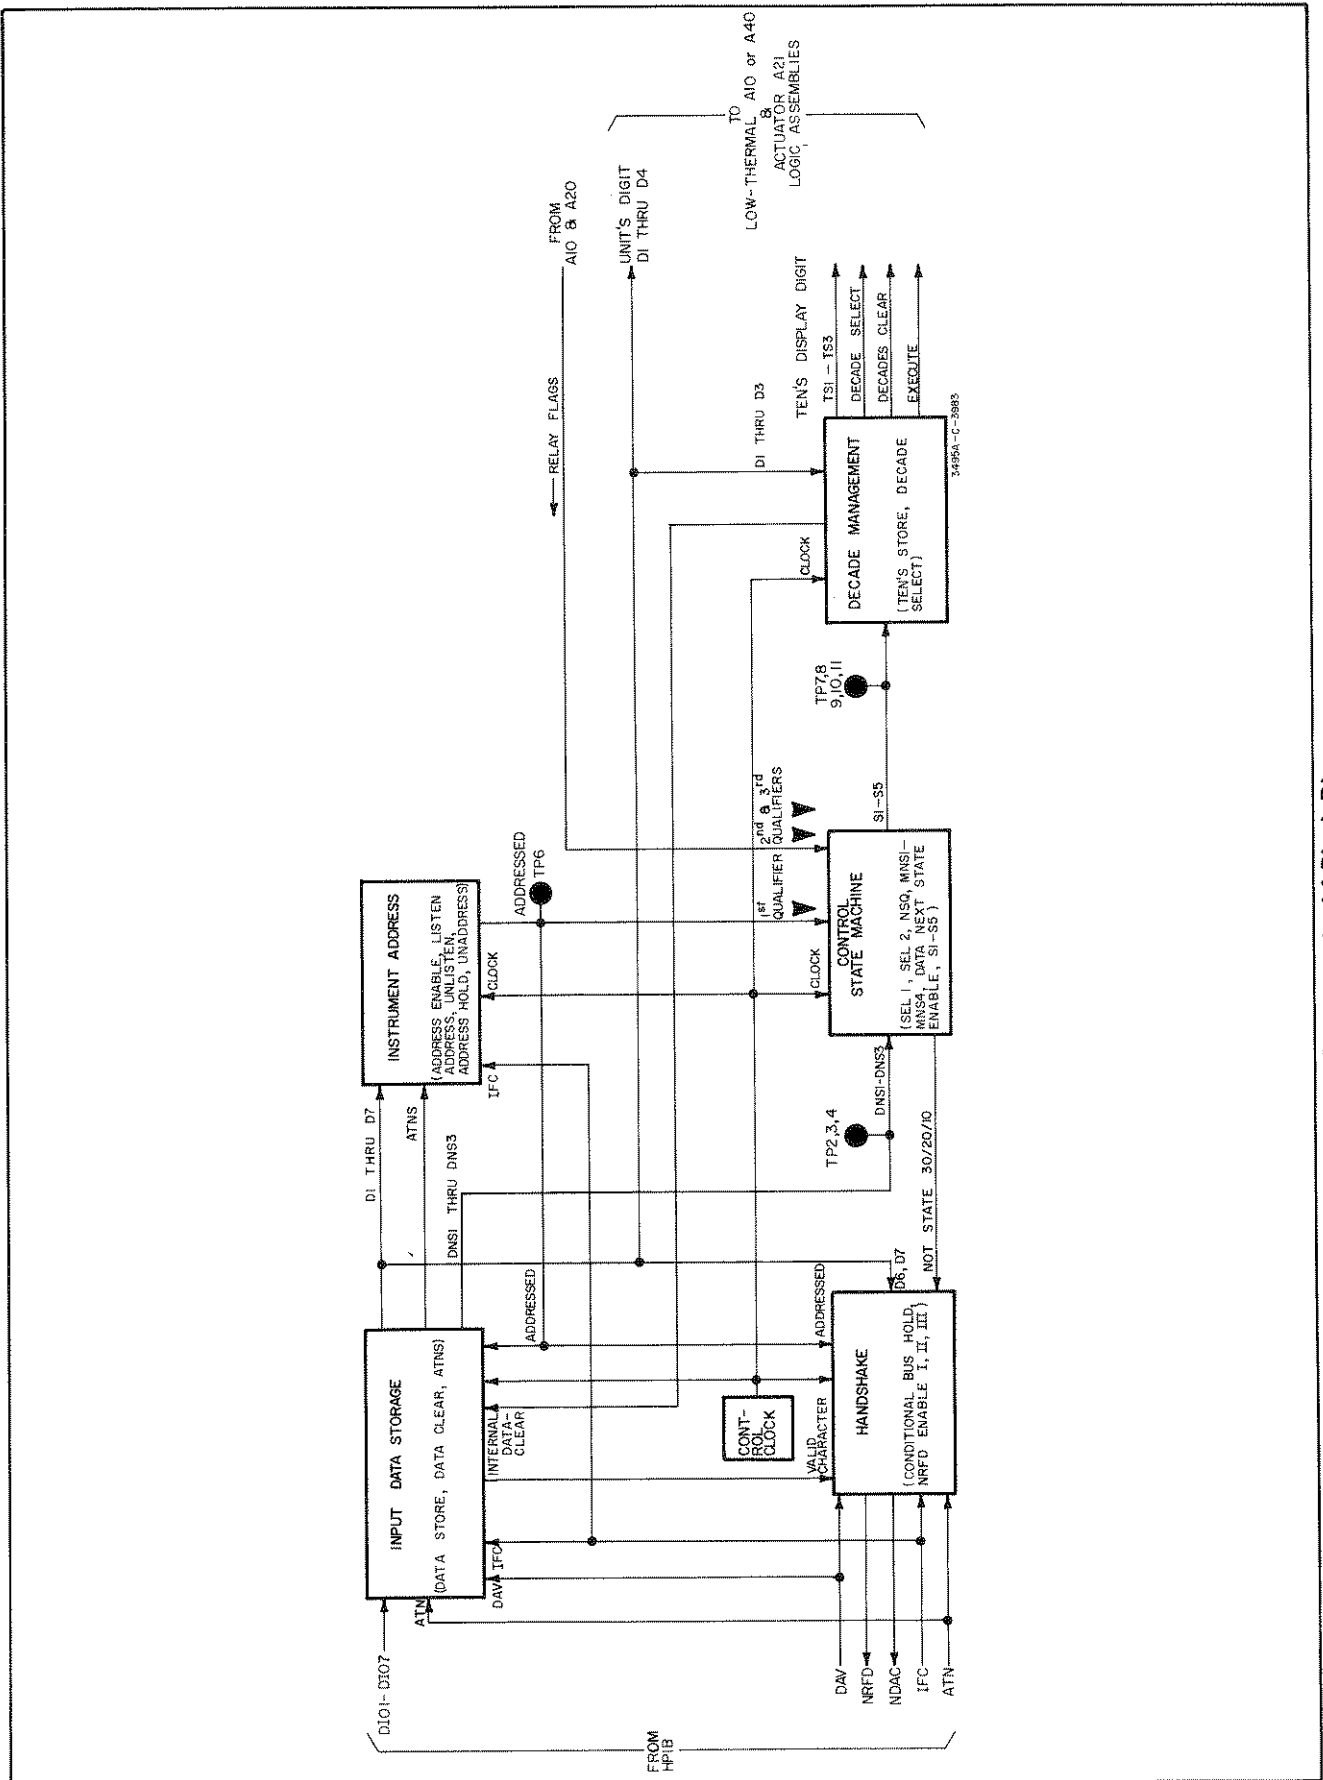 FROM
HPIB
DIO1-DIO7
ATN
DAV
IFC
INPUT DATA STORAGE
(DATA STORE, DATA CLEAR, ATNS)
INTERNAL
DATA-
CLEAR
ADDRESSED
D1 THRU D7
ATNS
DNS1 THRU DNS3
INSTRUMENT ADDRESS
(ADDRESS ENABLE, LISTEN
ADDRESS, UNLISTEN,
ADDRESS HOLD, UNADDRESS)
IFC
CLOCK
ADDRESSED
TP6
FROM
A10 & A20
RELAY FLAGS
UNIT'S DIGIT
D1 THRU D4
TO
LOW-THERMAL A10 or A40
&
ACTUATOR A21
LOGIC ASSEMBLIES
CONT-
ROL
CLOCK
DAV
NRFD
NDAC
IFC
ATN
VALID
CHARACTER
ADDRESSED
D6, D7
HANDSHAKE
(CONDITIONAL BUS HOLD,
NRFD ENABLE I, II, III)
NOT STATE 30/20/10
TP2,3,4
DNS1-DNS3
CLOCK
1st
QUALIFIER
2nd & 3rd
QUALIFIERS
CONTROL
STATE MACHINE
(SEL 1, SEL 2, NSQ, MNS1-
MNS4, DATA NEXT STATE
ENABLE, S1-S5)
S1-S5
TP7,8
9,10,11
CLOCK
D1 THRU D3
DECADE MANAGEMENT
(TEN'S STORE, DECADE
SELECT)
TEN'S DISPLAY DIGIT
TS1 - TS3
DECADE SELECT
DECADES CLEAR
EXECUTE
3495A-C-3983